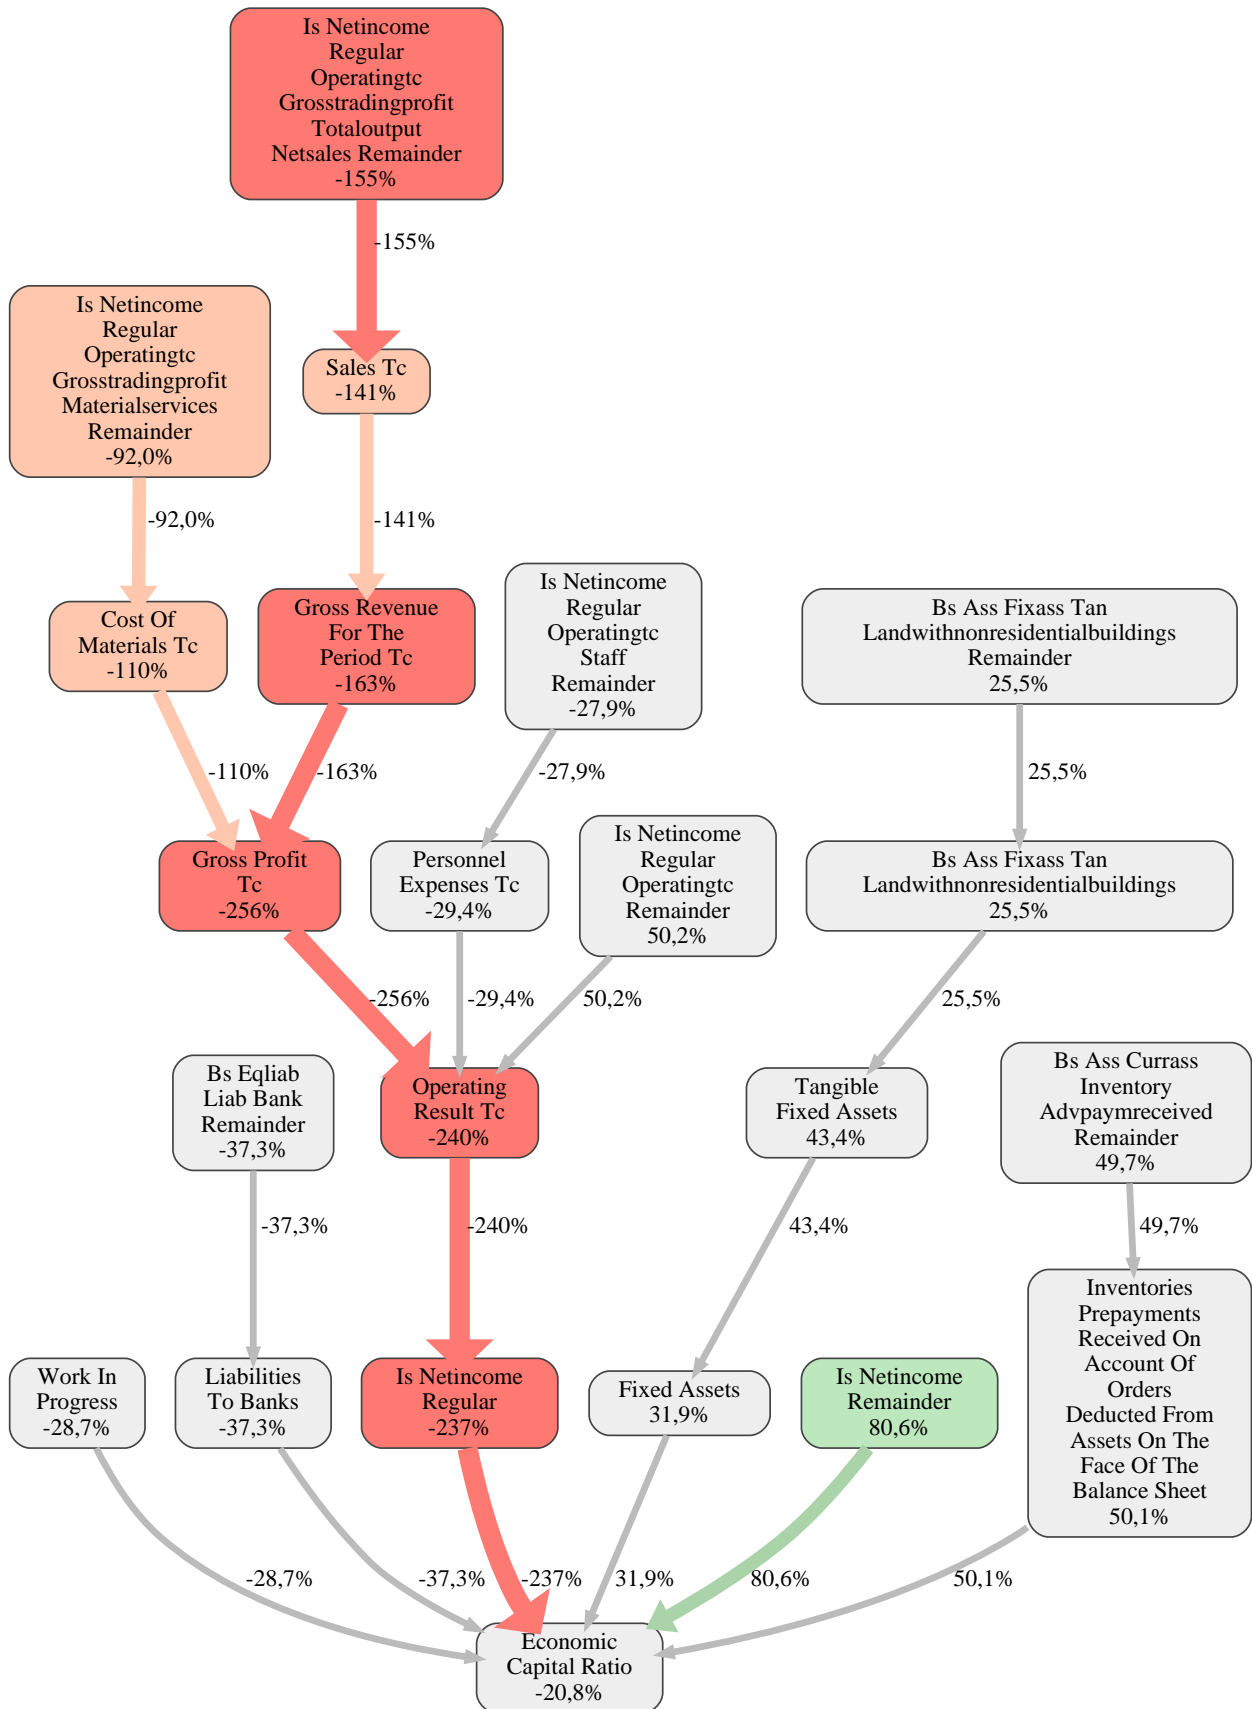 Is Netincome
Regular
Operatingtc
Grosstradingprofit
Totaloutput
Netsales Remainder
-155%
-155%
Is Netincome
Regular
Operatingtc
Grosstradingprofit
Materialservices
Remainder
-92,0%
Sales Tc
-141%
-92,0%
-141%
Cost Of
Materials Tc
-110%
Gross Revenue
For The
Period Tc
-163%
Is Netincome
Regular
Operatingtc
Staff
Remainder
-27,9%
Bs Ass Fixass Tan
Landwithnonresidentialbuildings
Remainder
25,5%
-110%
-163%
-27,9%
25,5%
Gross Profit
Tc
-256%
Personnel
Expenses Tc
-29,4%
Is Netincome
Regular
Operatingtc
Remainder
50,2%
Bs Ass Fixass Tan
Landwithnonresidentialbuildings
25,5%
-256%
-29,4%
50,2%
25,5%
Bs Eqliab
Liab Bank
Remainder
-37,3%
Operating
Result Tc
-240%
Tangible
Fixed Assets
43,4%
Bs Ass Currass
Inventory
Advpaymreceived
Remainder
49,7%
-37,3%
-240%
43,4%
49,7%
Work In
Progress
-28,7%
Liabilities
To Banks
-37,3%
Is Netincome
Regular
-237%
Fixed Assets
31,9%
Is Netincome
Remainder
80,6%
Inventories
Prepayments
Received On
Account Of
Orders
Deducted From
Assets On The
Face Of The
Balance Sheet
50,1%
-28,7%
-37,3%
-237%
31,9%
80,6%
50,1%
Economic
Capital Ratio
-20,8%